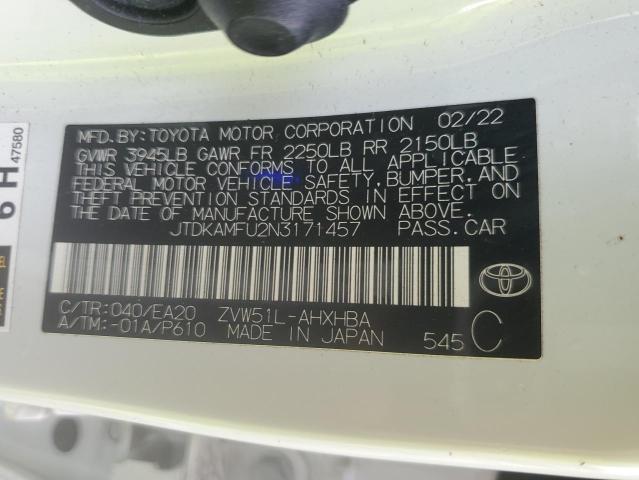 MFD.BY:TOYOTA MOTOR CORPORATION 02/22
GVWR 3945LB GAWR FR 2250LB RR 2150LB
THIS VEHICLE CONFORMS TO ALL APPLICABLE
FEDERAL MOTOR VEHICLE SAFETY,BUMPER,AND
THEFT PREVENTION STANDARDS IN EFFECT ON
THE DATE OF MANUFACTURE SHOWN ABOVE.
JTDKAMFU2N3171457 PASS.CAR
C/TR:040/EA20 ZVW51L-AHXHBA
A/TM:-01A/P610 MADE IN JAPAN 545 C
6 H 47580